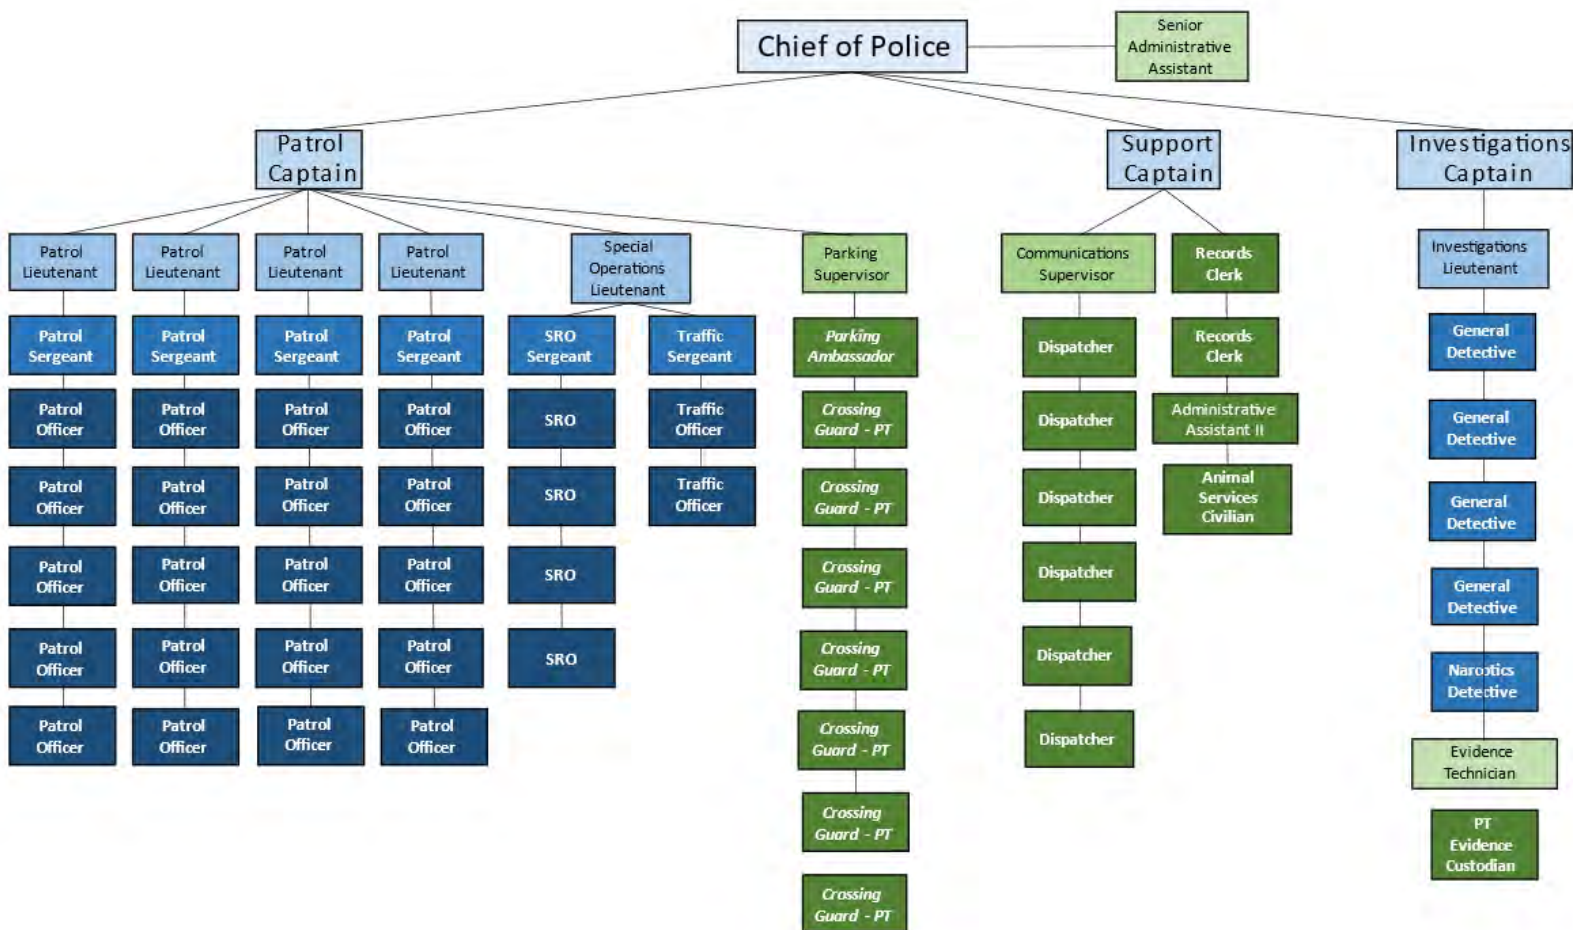 Chief of Police
Senior
Administrative
Assistant
Patrol
Captain
Support
Captain
Investigations
Captain
Patrol
Lieutenant
Patrol
Lieutenant
Patrol
Lieutenant
Patrol
Lieutenant
Special
Operations
Lieutenant
Parking
Supervisor
Communications
Supervisor
Records
Clerk
Investigations
Lieutenant
Patrol
Sergeant
Patrol
Sergeant
Patrol
Sergeant
Patrol
Sergeant
SRO
Sergeant
Traffic
Sergeant
Parking
Ambassador
Dispatcher
Records
Clerk
General
Detective
Patrol
Officer
Patrol
Officer
Patrol
Officer
Patrol
Officer
SRO
Traffic
Officer
Crossing
Guard - PT
Dispatcher
Administrative
Assistant II
General
Detective
Patrol
Officer
Patrol
Officer
Patrol
Officer
Patrol
Officer
SRO
Traffic
Officer
Crossing
Guard - PT
Dispatcher
Animal
Services
Civilian
General
Detective
Patrol
Officer
Patrol
Officer
Patrol
Officer
Patrol
Officer
SRO
Crossing
Guard - PT
Dispatcher
General
Detective
Patrol
Officer
Patrol
Officer
Patrol
Officer
Patrol
Officer
SRO
Crossing
Guard - PT
Dispatcher
Narcotics
Detective
Patrol
Officer
Patrol
Officer
Patrol
Officer
Patrol
Officer
Crossing
Guard - PT
Dispatcher
Evidence
Technician
Crossing
Guard - PT
PT
Evidence
Custodian
Crossing
Guard - PT